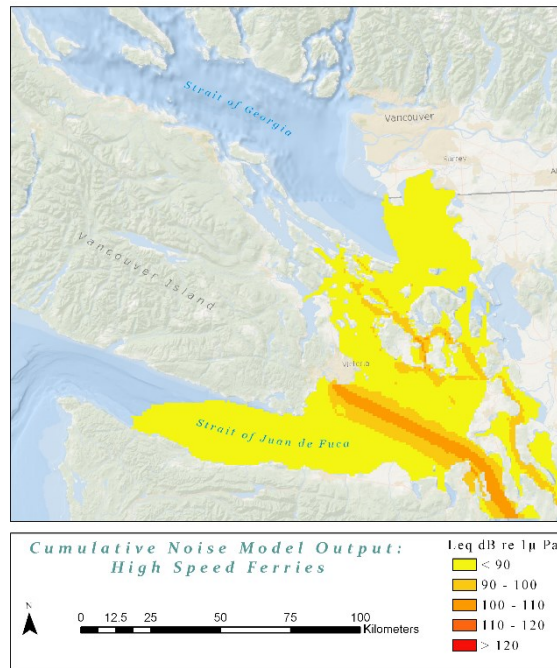 Strait of Georgia
Vancouver
Vancouver Island
Victoria
Strait of Juan de Fuca
Cumulative Noise Model Output:
High Speed Ferries
N
0 12.5 25 50 75 100
Kilometers
Leq dB re 1µ Pa
< 90
90 - 100
100 - 110
110 - 120
> 120